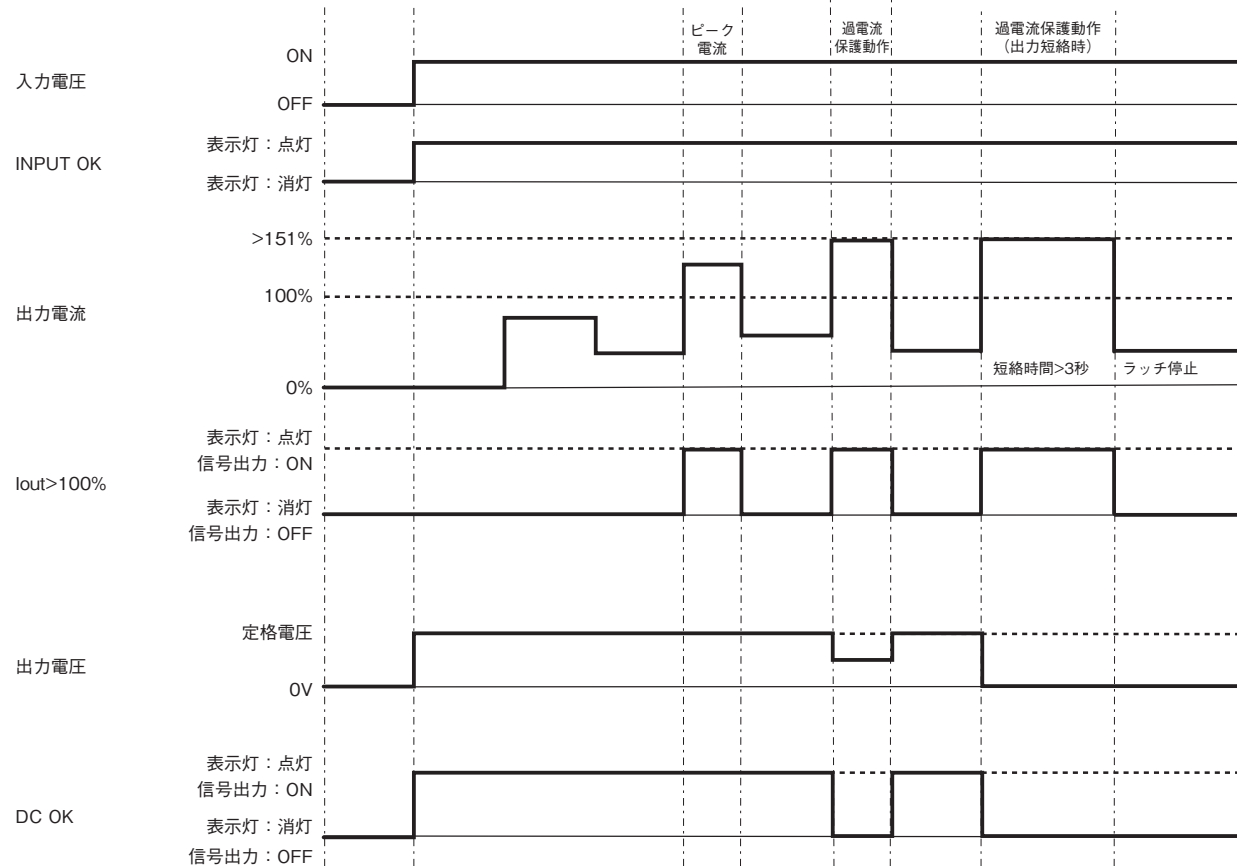 ピーク
電流
過電流
保護動作
過電流保護動作
(出力短絡時)
入力電圧
ON
OFF
INPUT OK
表示灯：点灯
表示灯：消灯
出力電流
>151%
100%
0%
短絡時間>3秒
ラッチ停止
Iout>100%
表示灯：点灯
信号出力：ON
表示灯：消灯
信号出力：OFF
出力電圧
定格電圧
0V
DC OK
表示灯：点灯
信号出力：ON
表示灯：消灯
信号出力：OFF